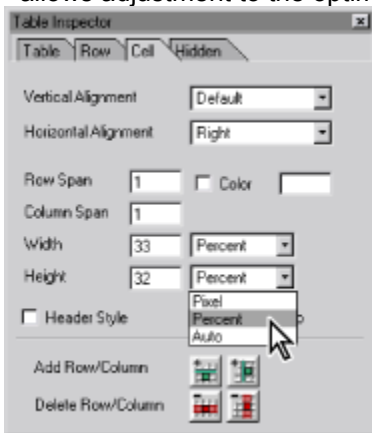 allows adjustment to the optim
Table Inspector
Table Row Cell Hidden
Vertical Alignment Default
Horizontal Alignment Right
Row Span 1 Color
Column Span 1
Width 33 Percent
Height 32 Percent
Pixel
Header Style Percent p
Auto
Add Row/Column
Delete Row/Column